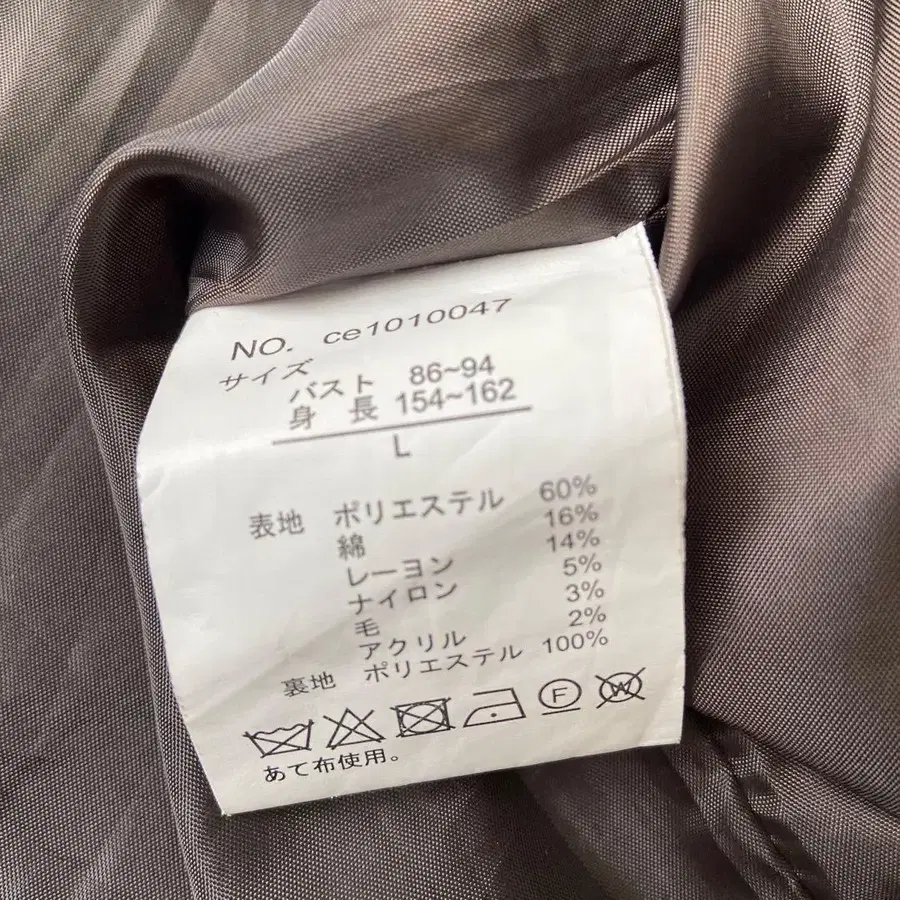 NO. ce1010047
サイズ
バスト 86~94
身 長 154~162
L
表地 ポリエステル 60%
綿 16%
レーヨン 14%
ナイロン 5%
毛 3%
アクリル 2%
裏地 ポリエステル 100%
F W
あて布使用。